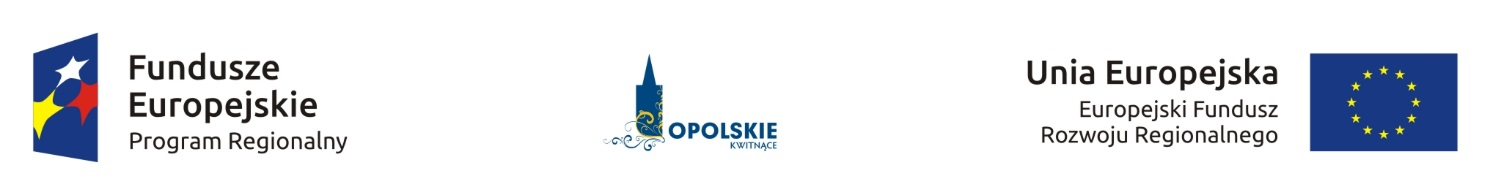 Fundusze
Europejskie
Program Regionalny
OPOLSKIE
KWITNĄCE
Unia Europejska
Europejski Fundusz
Rozwoju Regionalnego